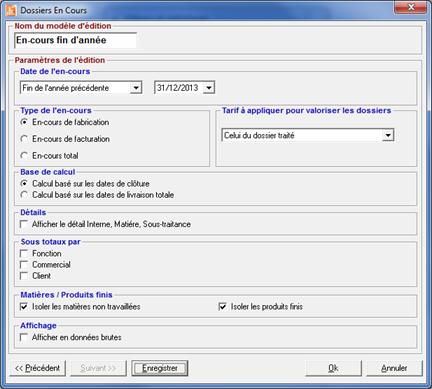 Dossiers En Cours
Nom du modèle d'édition
En-cours fin d'année
Paramètres de l'édition
Date de l'en-cours
Fin de l'année précédente
31/12/2013
Type de l'en-cours
En-cours de fabrication
En-cours de facturation
En-cours total
Tarif à appliquer pour valoriser les dossiers
Celui du dossier traité
Base de calcul
Calcul basé sur les dates de clôture
Calcul basé sur les dates de livraison totale
Détails
Afficher le détail Interne, Matière, Sous-traitance
Sous totaux par
Fonction
Commercial
Client
Matières / Produits finis
Isoler les matières non travaillées
Isoler les produits finis
Affichage
Afficher en données brutes
<< Précédent
Suivant >>
Enregistrer
Ok
Annuler